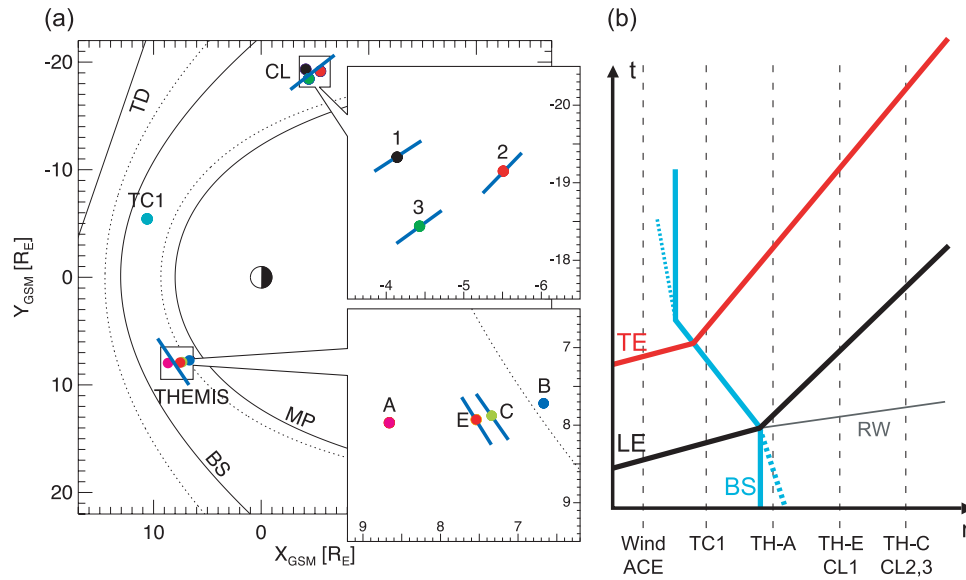 (a)
-20
-10
0
10
20
Y_GSM [R_E]
10
0
X_GSM [R_E]
TD
TC1
CL
THEMIS
MP
BS
1
2
3
-20
-19
-18
-4
-5
-6
A
E
C
B
7
8
9
9
8
7
(b)
t
TE
LE
BS
RW
r
Wind
ACE
TC1
TH-A
TH-E
CL1
TH-C
CL2,3